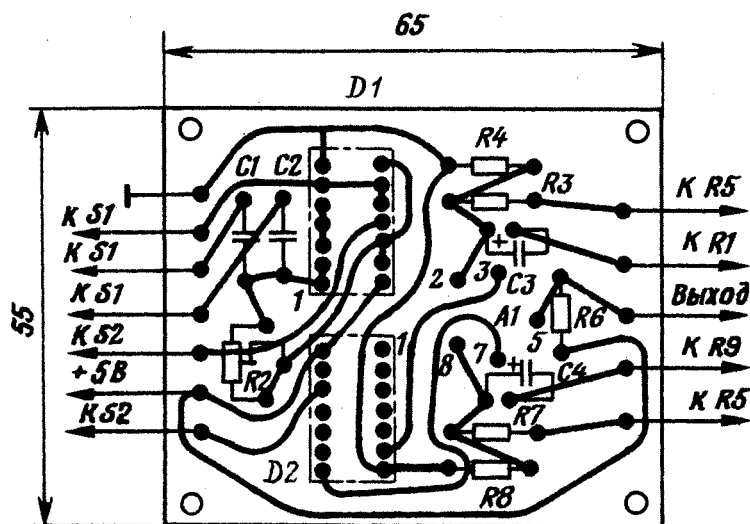 65
D1
R4
C1 C2
R3
К R5
К S1
К S1
К R1
2 3 C3
1
К S1
A1
Выход
55
R6
5
К S2
1
8 7
К R9
+5В
R2
C4
К S2
R7
К R5
D2
R8